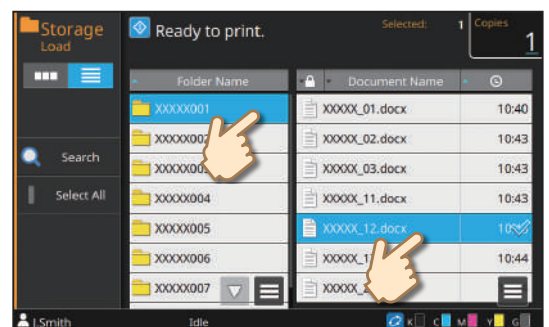 Storage
Load
Ready to print.
Selected: 1
Copies
1
Folder Name
Document Name
XXXXX001
XXXXX_01.docx 10:40
XXXXX002
XXXXX_02.docx 10:43
Search
XXXXX_03.docx 10:43
Select All
XXXXX004
XXXXX_11.docx 10:43
XXXXX005
XXXXX_12.docx
XXXXX006
10:44
XXXXX007
J.Smith
Idle
K C M Y G